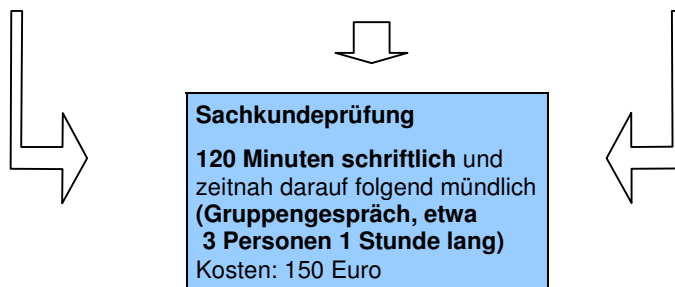 Sachkundeprüfung
120 Minuten schriftlich und
zeitnah darauf folgend mündlich
(Gruppengespräch, etwa
3 Personen 1 Stunde lang)
Kosten: 150 Euro